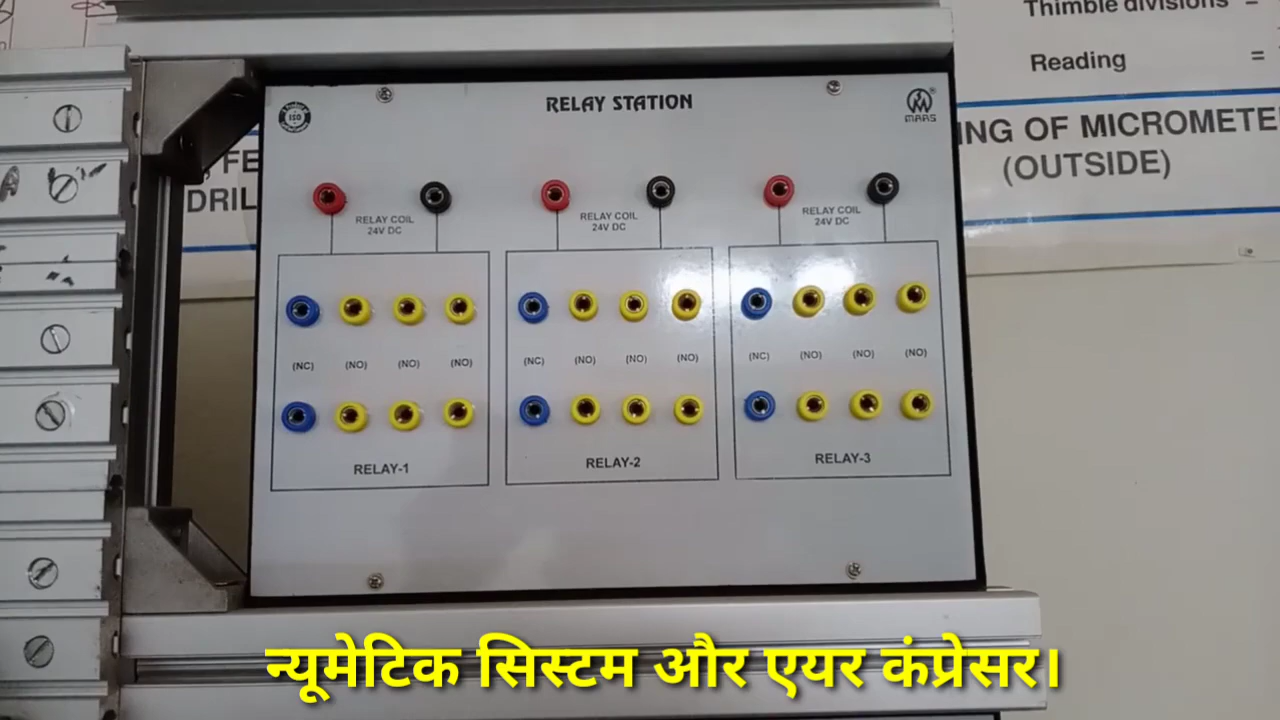 Thimble divisions =
Reading =
RELAY STATION
ISO
MARS
ING OF MICROMETE
(OUTSIDE)
, FE
DRIL
RELAY COIL
24V DC
RELAY COIL
24V DC
RELAY COIL
24V DC
(NC) (NO) (NO) (NO)
(NC) (NO) (NO) (NO)
(NC) (NO) (NO) (NO)
RELAY-1
RELAY-2
RELAY-3
न्यूमेटिक सिस्टम और एयर कंप्रेसर।